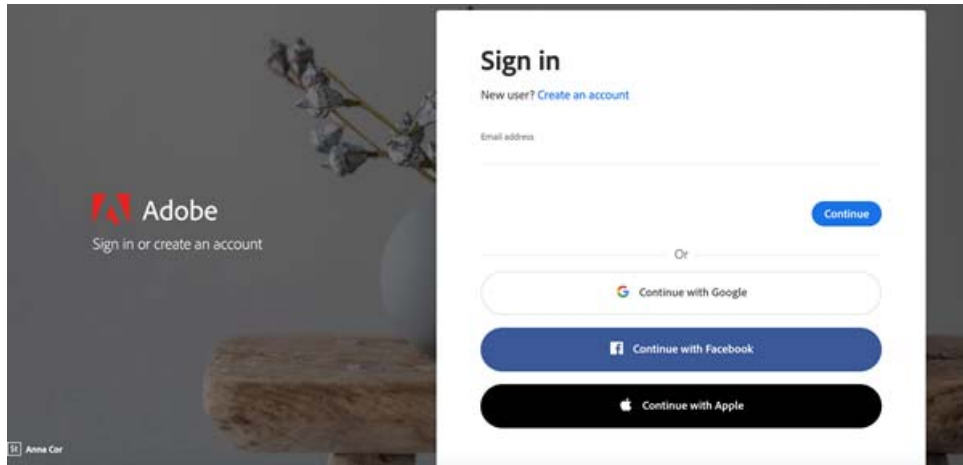 Sign in
New user? Create an account
Email address
Adobe
Sign in or create an account
Continue
Or
Continue with Google
Continue with Facebook
Continue with Apple
St Anna Cor